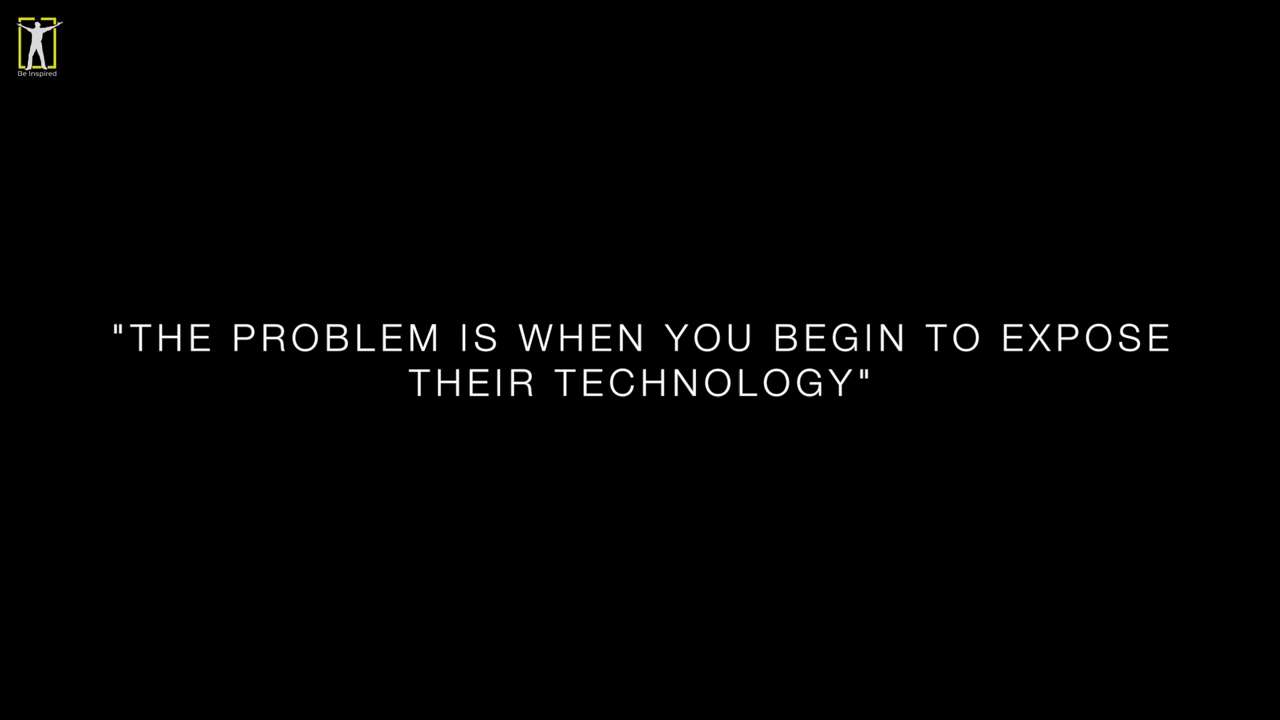 Be Inspired
"THE PROBLEM IS WHEN YOU BEGIN TO EXPOSE
THEIR TECHNOLOGY"